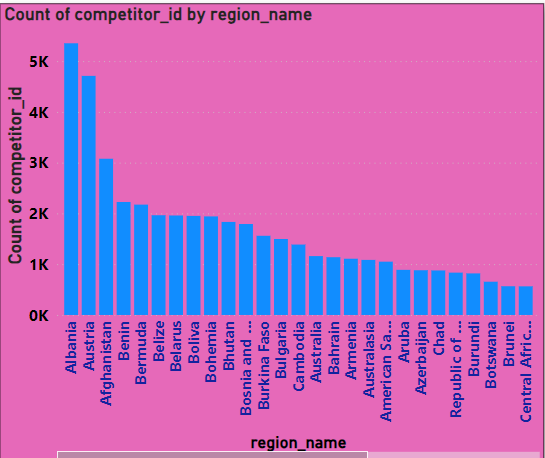 Count of competitor_id by region_name
Count of competitor_id
5K
4K
3K
2K
1K
0K
Albania
Austria
Afghanistan
Benin
Bermuda
Belize
Belarus
Boliva
Bohemia
Bhutan
Bosnia and ...
Burkina Faso
Bulgaria
Cambodia
Australia
Bahrain
Armenia
Australasia
American Sa...
Aruba
Azerbaijan
Chad
Republic of ...
Burundi
Botswana
Brunei
Central Afric...
region_name